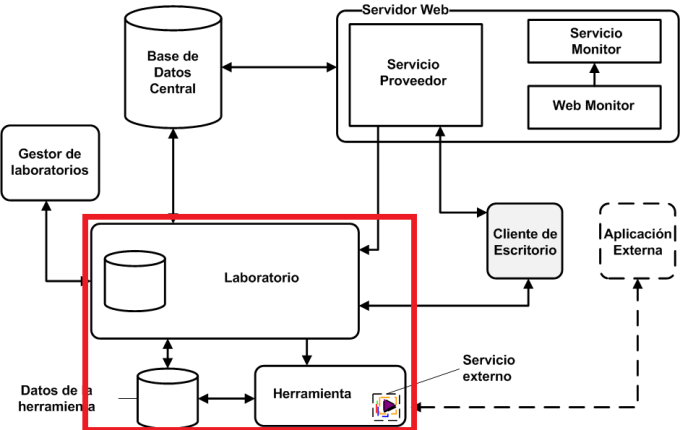 Servidor Web
Base de
Datos
Central
Servicio
Proveedor
Servicio
Monitor
Web Monitor
Gestor de
laboratorios
Cliente de
Escritorio
Aplicación
Externa
Laboratorio
Servicio
externo
Datos de la
herramienta
Herramienta